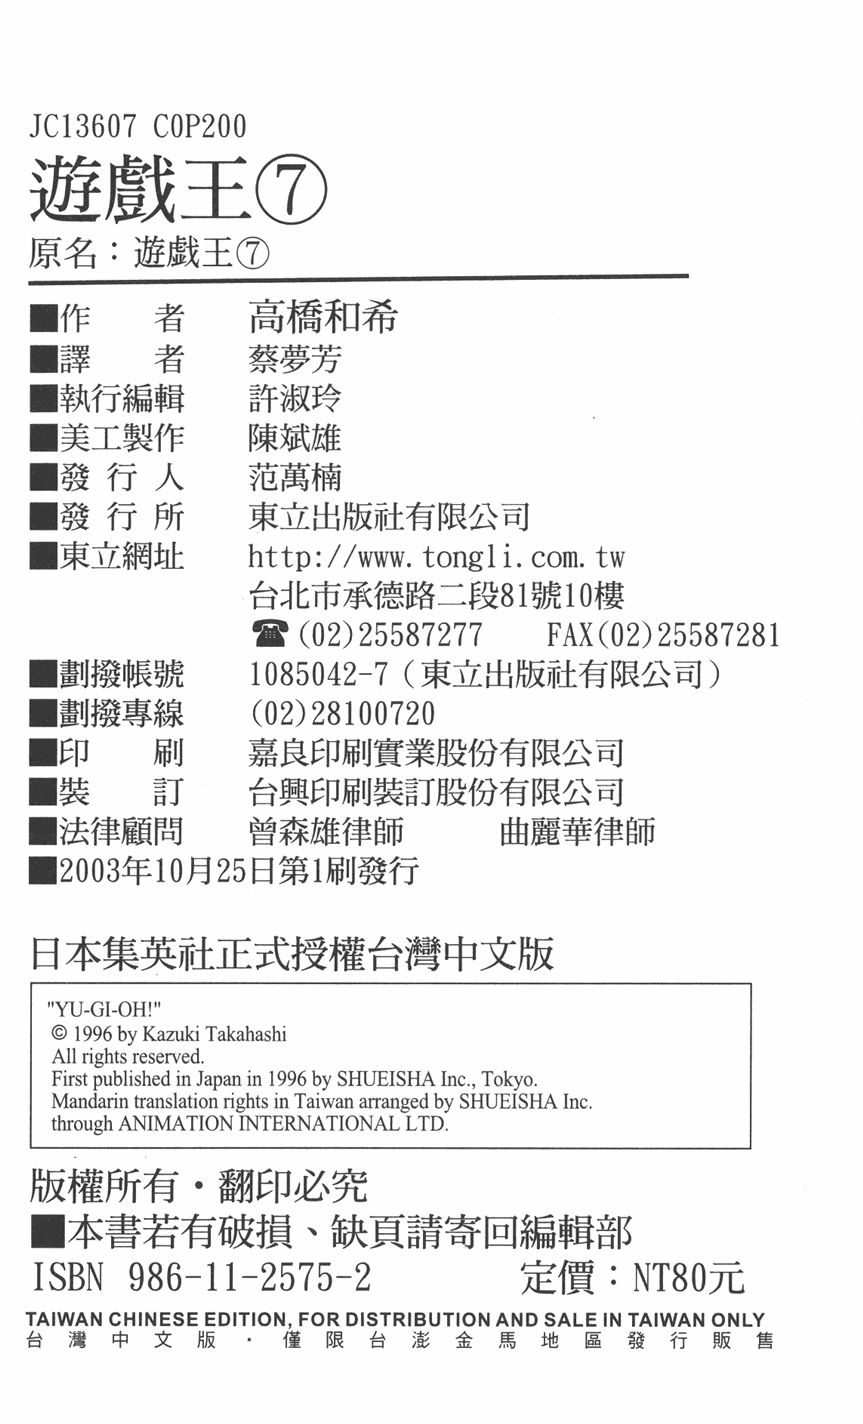 JC13607 C0P200
遊戲王⑦
原名：遊戯王⑦
■作　者　高橋和希
■譯　者　蔡夢芳
■執行編輯　許淑玲
■美工製作　陳斌雄
■發行人　范萬楠
■發行所　東立出版社有限公司
■東立網址　http://www.tongli.com.tw
台北市承德路二段81號10樓
☎(02)25587277　FAX(02)25587281
■劃撥帳號　1085042-7（東立出版社有限公司）
■劃撥專線　(02)28100720
■印　刷　嘉良印刷實業股份有限公司
■裝　訂　台興印刷裝訂股份有限公司
■法律顧問　曾森雄律師　曲麗華律師
■2003年10月25日第1刷發行
日本集英社正式授權台灣中文版
"YU-GI-OH!"
© 1996 by Kazuki Takahashi
All rights reserved.
First published in Japan in 1996 by SHUEISHA Inc., Tokyo.
Mandarin translation rights in Taiwan arranged by SHUEISHA Inc.
through ANIMATION INTERNATIONAL LTD.
版權所有・翻印必究
■本書若有破損、缺頁請寄回編輯部
ISBN 986-11-2575-2　定價：NT80元
TAIWAN CHINESE EDITION, FOR DISTRIBUTION AND SALE IN TAIWAN ONLY
台灣中文版・僅限台澎金馬地區發行販售